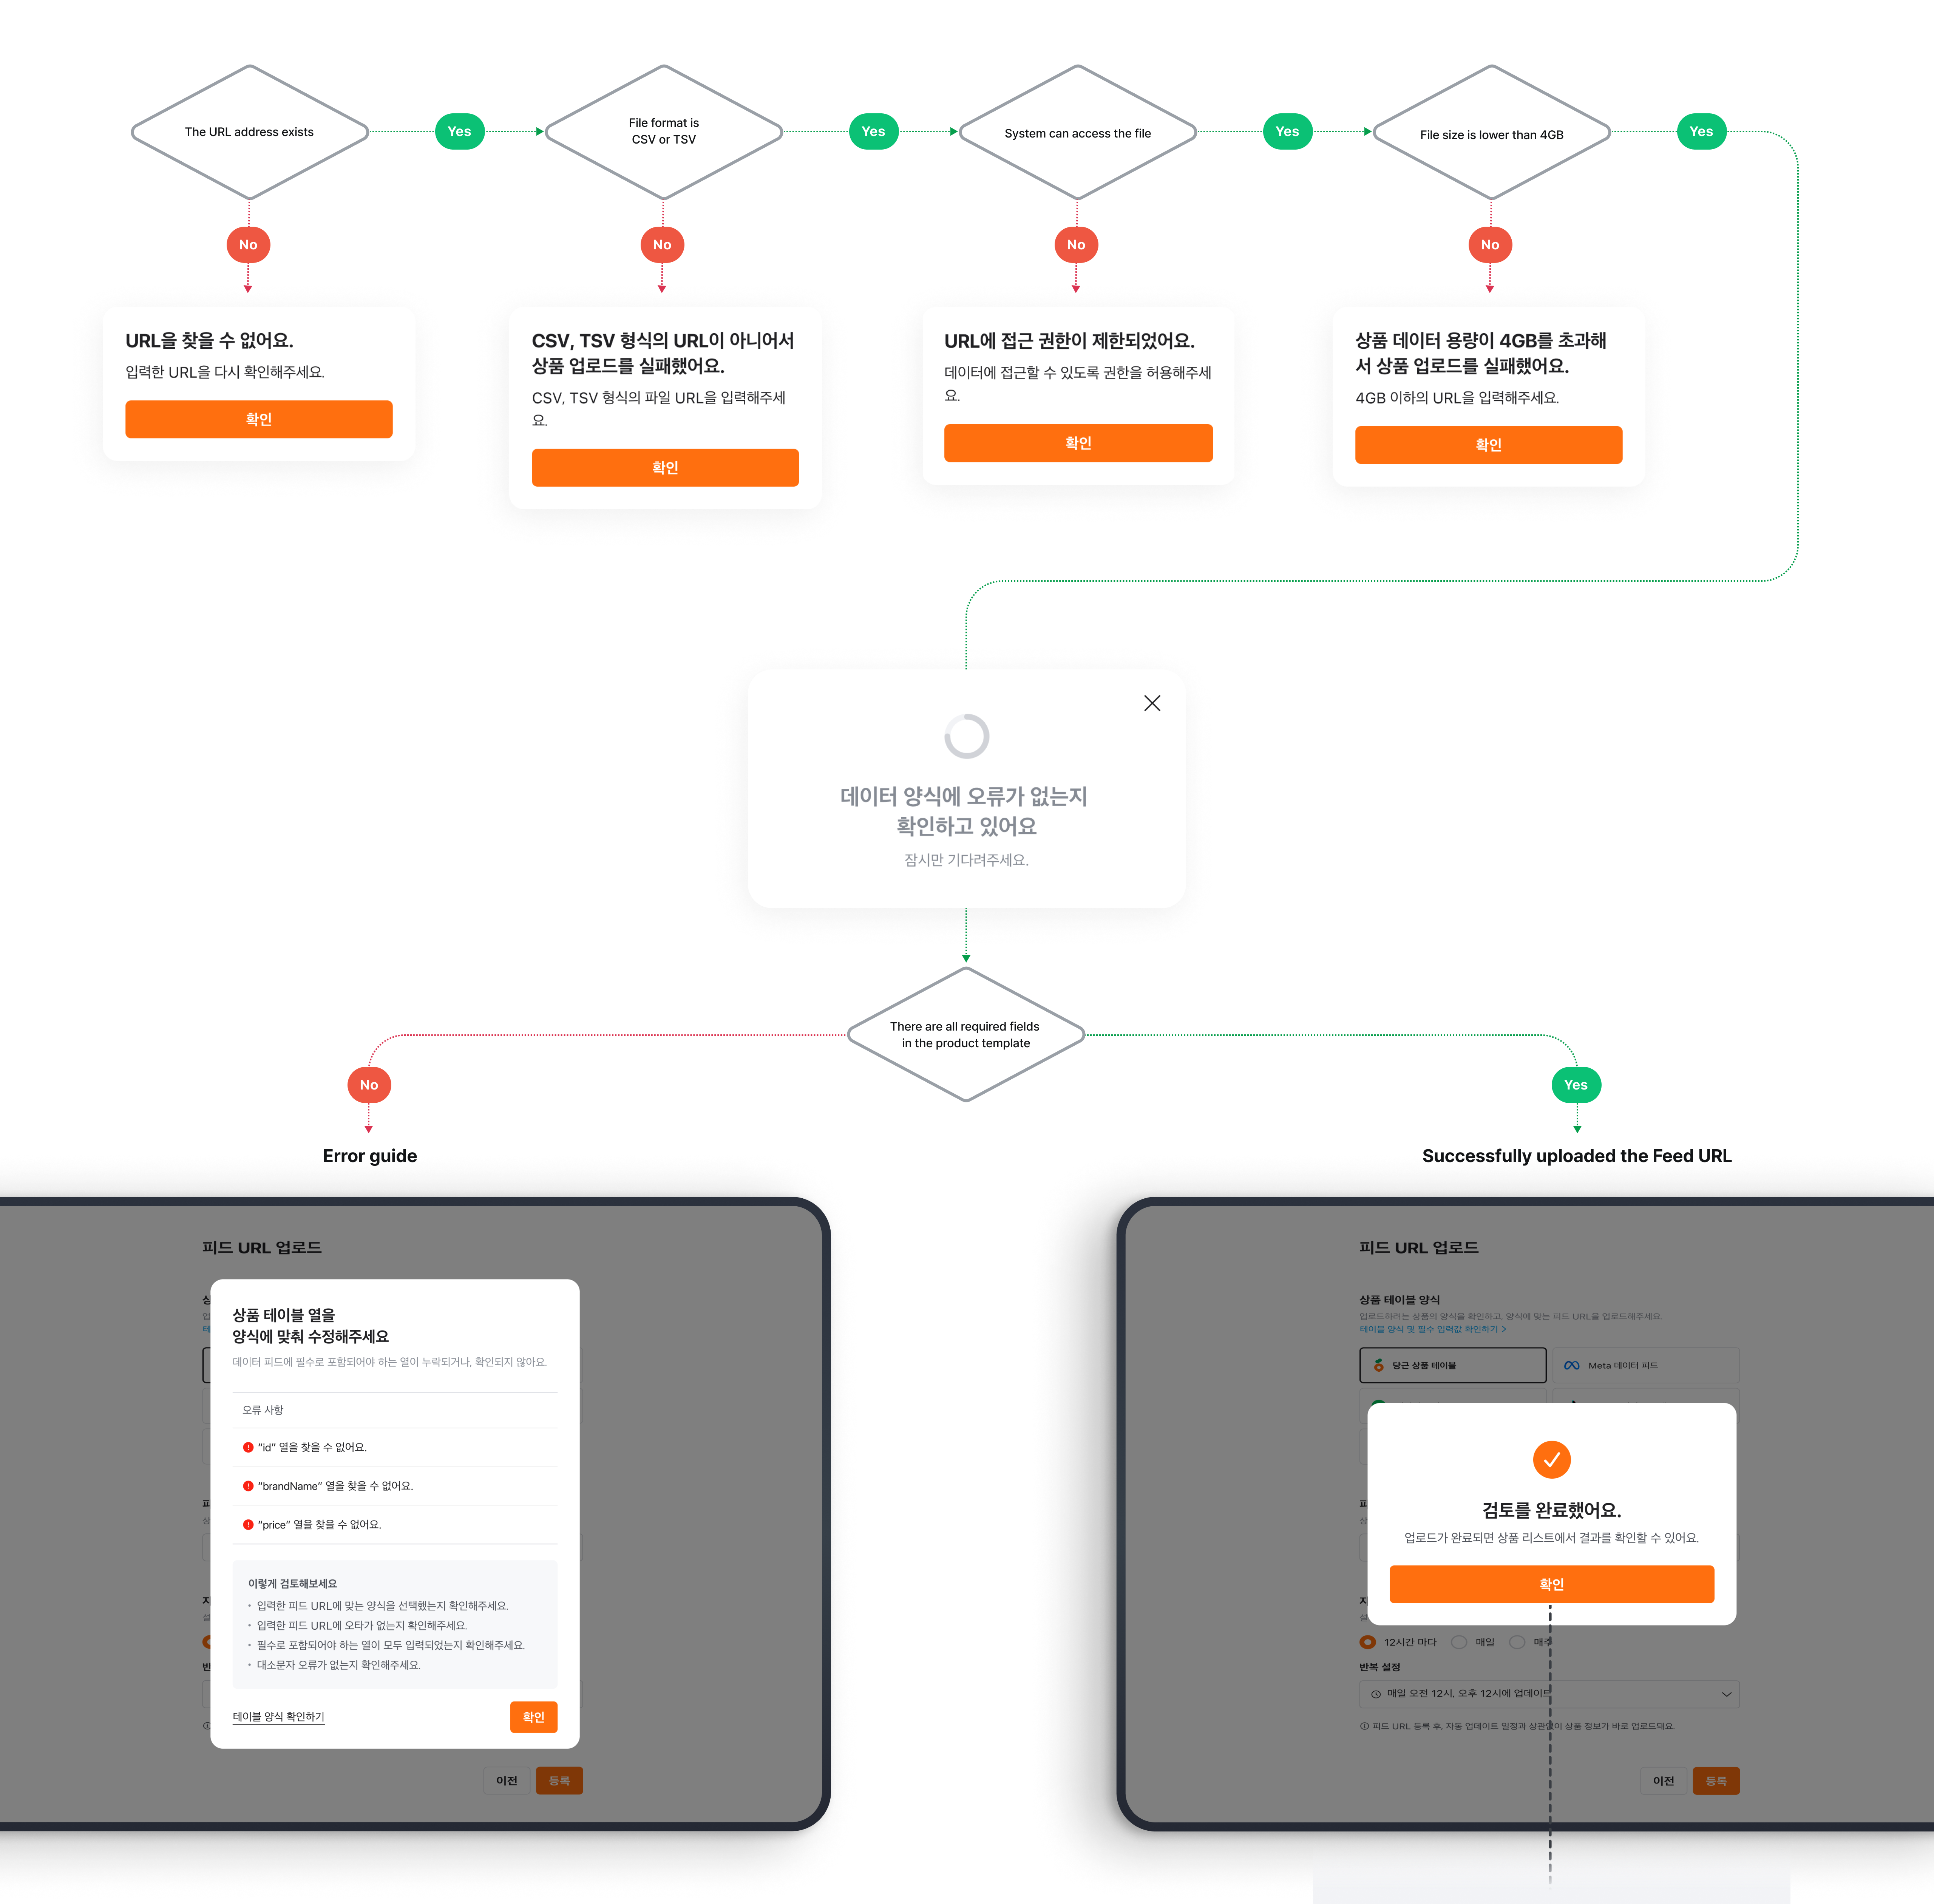 The URL address exists
Yes
File format is
CSV or TSV
Yes
System can access the file
Yes
File size is lower than 4GB
Yes
No
No
No
No
URL을 찾을 수 없어요.
입력한 URL을 다시 확인해주세요.
확인
CSV, TSV 형식의 URL이 아니어서
상품 업로드를 실패했어요.
CSV, TSV 형식의 파일 URL을 입력해주세
요.
확인
URL에 접근 권한이 제한되었어요.
데이터에 접근할 수 있도록 권한을 허용해주세
요.
확인
상품 데이터 용량이 4GB를 초과해
서 상품 업로드를 실패했어요.
4GB 이하의 URL을 입력해주세요.
확인
데이터 양식에 오류가 없는지
확인하고 있어요
잠시만 기다려주세요.
There are all required fields
in the product template
No
Yes
Error guide
피드 URL 업로드
상품 테이블 열을
양식에 맞춰 수정해주세요
데이터 피드에 필수로 포함되어야 하는 열이 누락되거나, 확인되지 않아요.
오류 사항
“id” 열을 찾을 수 없어요.
“brandName” 열을 찾을 수 없어요.
“price” 열을 찾을 수 없어요.
이렇게 검토해보세요
• 입력한 피드 URL에 맞는 양식을 선택했는지 확인해주세요.
• 입력한 피드 URL에 오타가 없는지 확인해주세요.
• 필수로 포함되어야 하는 열이 모두 입력되었는지 확인해주세요.
• 대소문자 오류가 없는지 확인해주세요.
테이블 양식 확인하기
확인
이전
등록
Successfully uploaded the Feed URL
피드 URL 업로드
상품 테이블 양식
업로드하려는 상품의 양식을 확인하고, 양식에 맞는 피드 URL을 업로드해주세요.
테이블 양식 및 필수 입력값 확인하기 >
당근 상품 테이블
Meta 데이터 피드
검토를 완료했어요.
업로드가 완료되면 상품 리스트에서 결과를 확인할 수 있어요.
확인
12시간 마다
매일
매주
반복 설정
매일 오전 12시, 오후 12시에 업데이트
피드 URL 등록 후, 자동 업데이트 일정과 상관없이 상품 정보가 바로 업로드돼요.
이전
등록